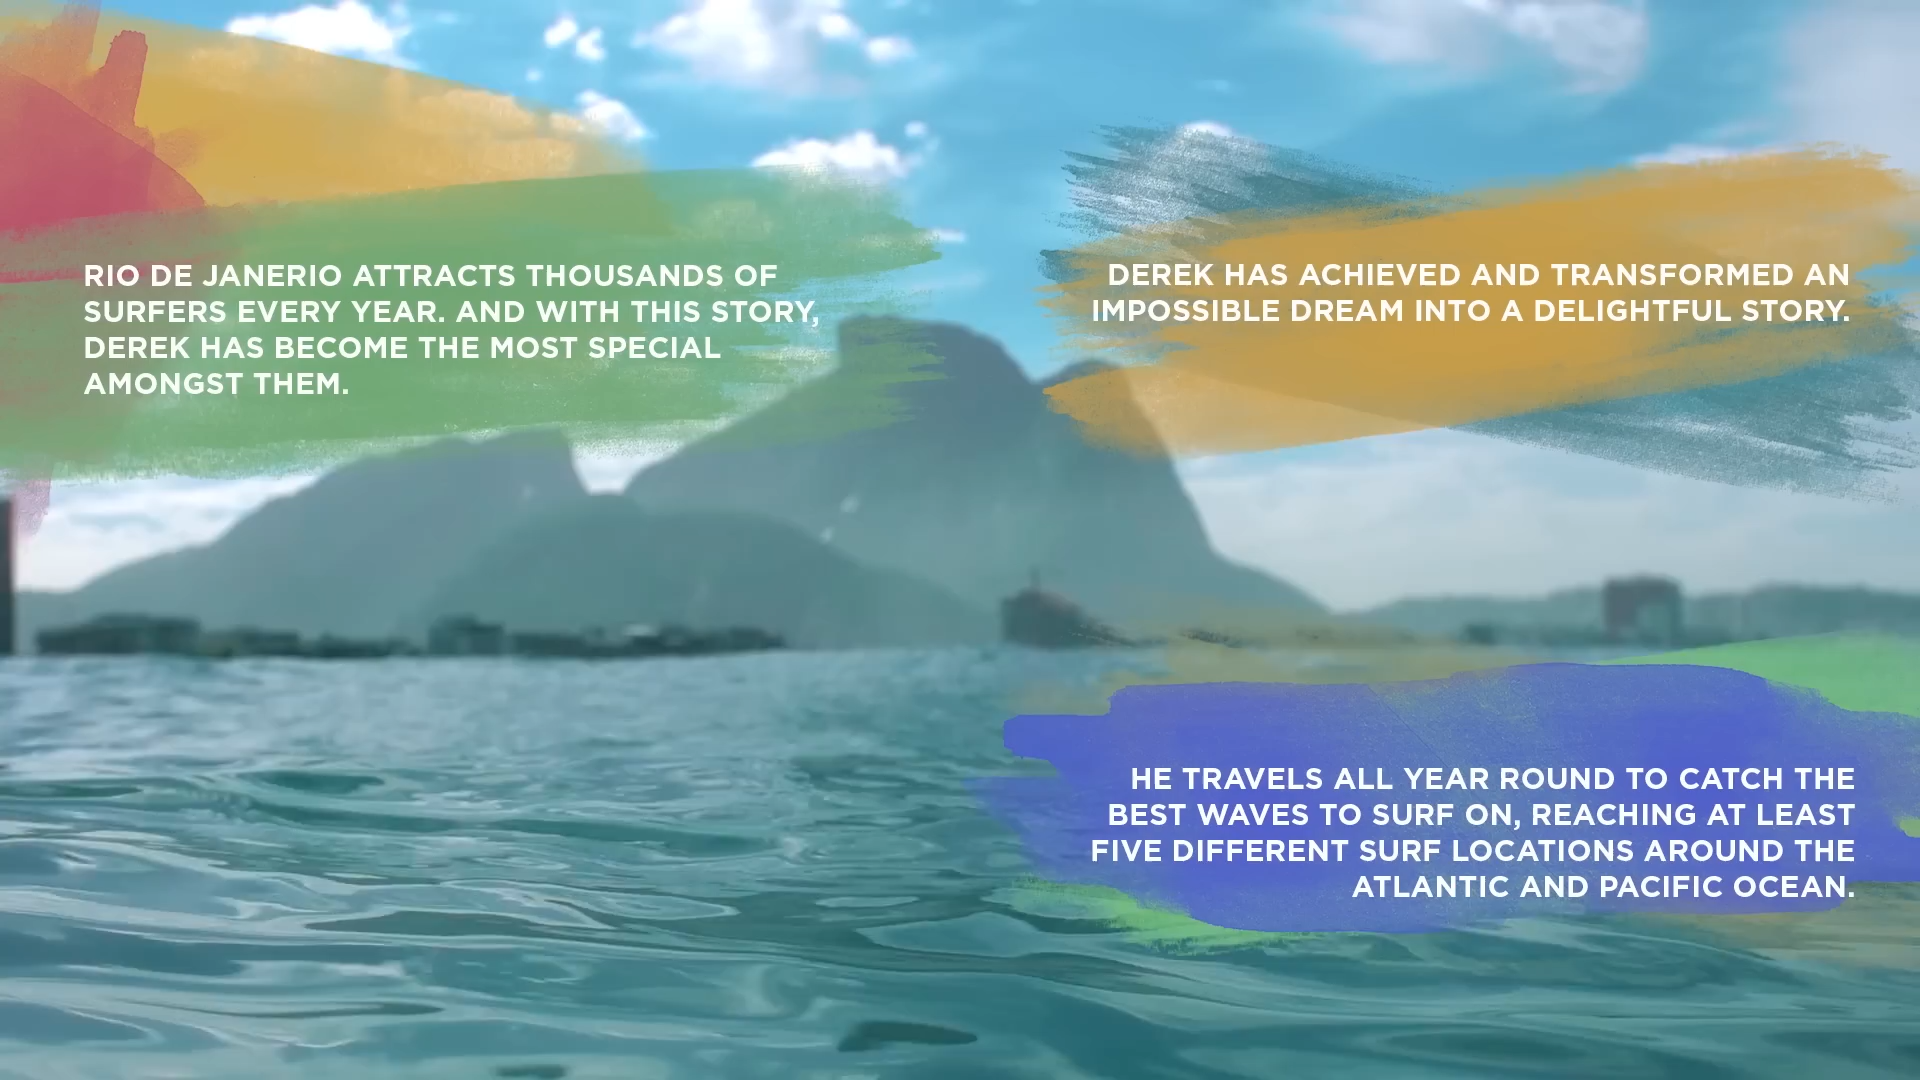 RIO DE JANERIO ATTRACTS THOUSANDS OF
SURFERS EVERY YEAR. AND WITH THIS STORY,
DEREK HAS BECOME THE MOST SPECIAL
AMONGST THEM.
DEREK HAS ACHIEVED AND TRANSFORMED AN
IMPOSSIBLE DREAM INTO A DELIGHTFUL STORY.
HE TRAVELS ALL YEAR ROUND TO CATCH THE
BEST WAVES TO SURF ON, REACHING AT LEAST
FIVE DIFFERENT SURF LOCATIONS AROUND THE
ATLANTIC AND PACIFIC OCEAN.